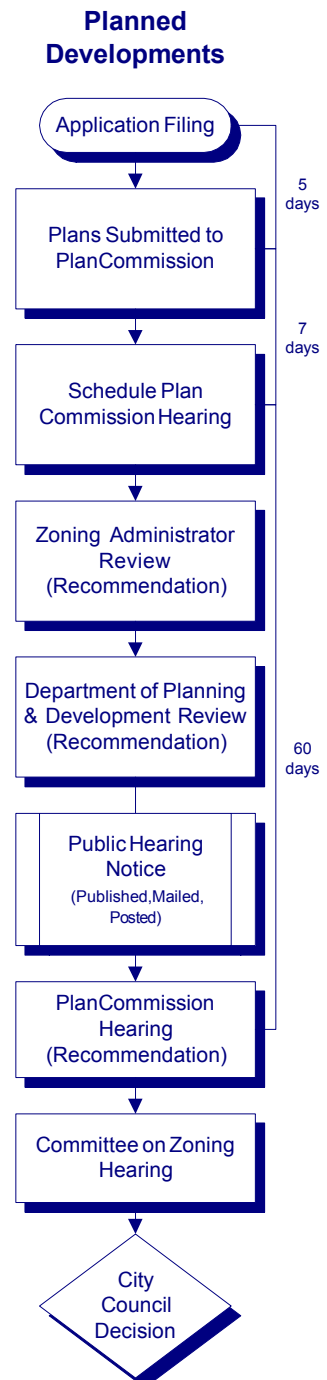 Planned
Developments
Application Filing
5
days
Plans Submitted to
PlanCommission
7
days
Schedule Plan
Commission Hearing
Zoning Administrator
Review
(Recommendation)
Department of Planning
& Development Review
(Recommendation)
60
days
Public Hearing
Notice
(Published,Mailed,
Posted)
PlanCommission
Hearing
(Recommendation)
Committee on Zoning
Hearing
City
Council
Decision